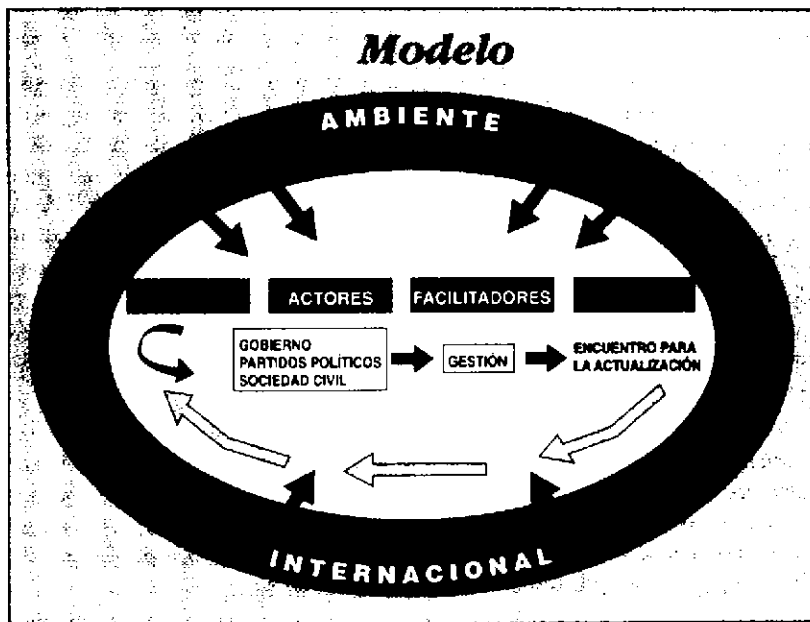 Modelo
AMBIENTE
ACTORES
FACILITADORES
GOBIERNO
PARTIDOS POLÍTICOS
SOCIEDAD CIVIL
GESTIÓN
ENCUENTRO PARA
LA ACTUALIZACIÓN
INTERNACIONAL